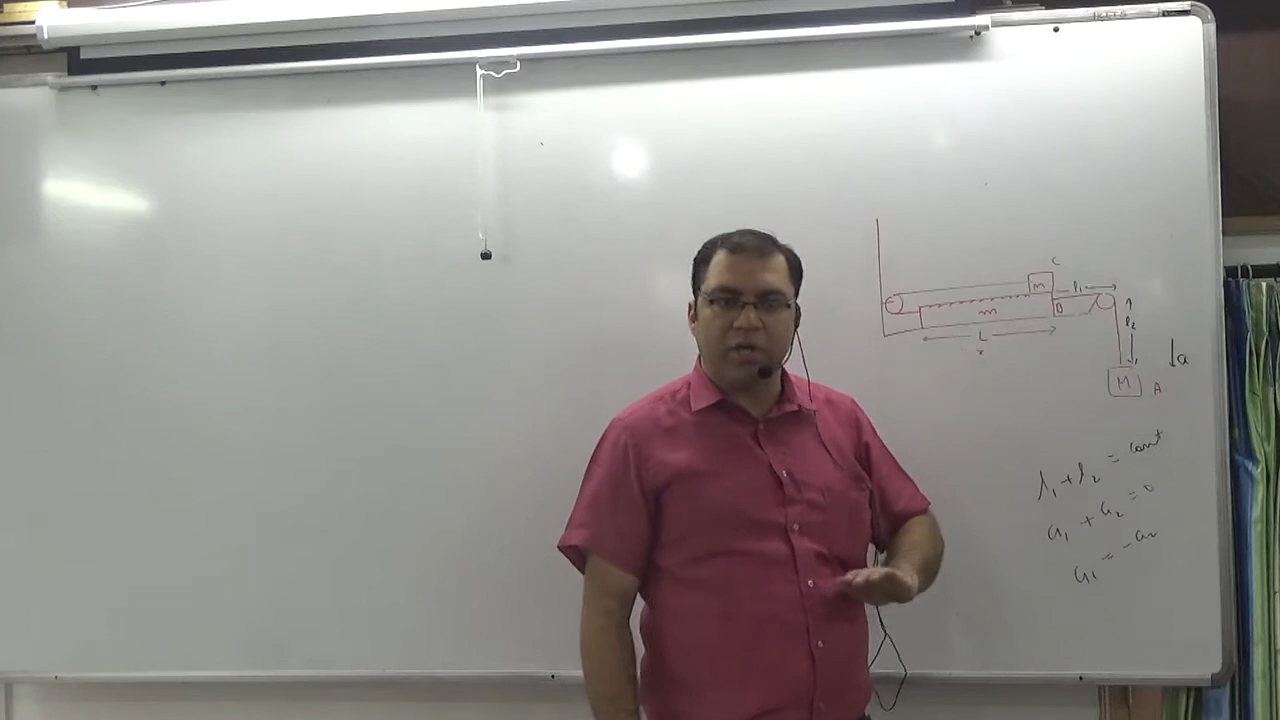 C
m
l₁
m
B
l₂
L
x
a
M
A
l₁ + l₂ = const
a₁ + a₂ = 0
a₁ = -a₂